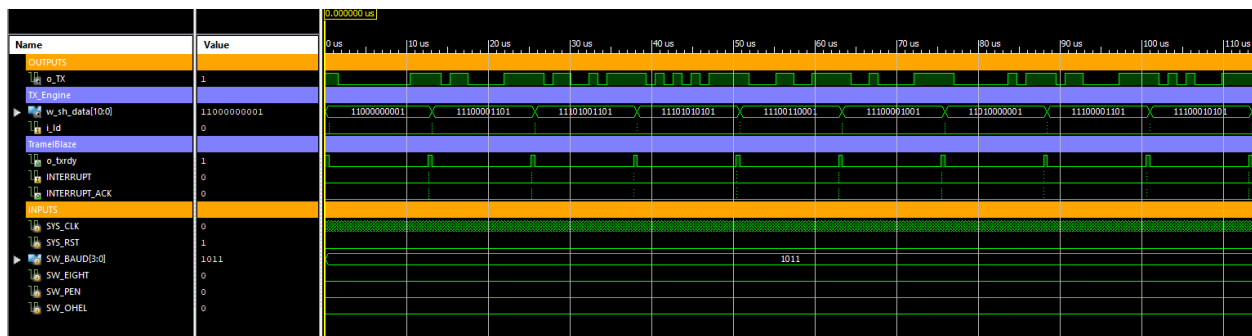 0.000000 us
Name Value 0 us 10 us 20 us 30 us 40 us 50 us 60 us 70 us 80 us 90 us 100 us 110 us
OUTPUTS
o_TX 1
TX_Engine
w_sh_data[10:0] 11000000001 11000000001 11100011101 11101001101 11101010101 11100110001 11100001001 11010000001 11100011101 11100010101
i_ld 0
TramelBlaze
o_txrdy 1
INTERRUPT 0
INTERRUPT_ACK 0
INPUTS
SYS_CLK 0
SYS_RST 1
SW_BAUD[3:0] 1011 1011
SW_EIGHT 0
SW_PEN 0
SW_OHEL 0